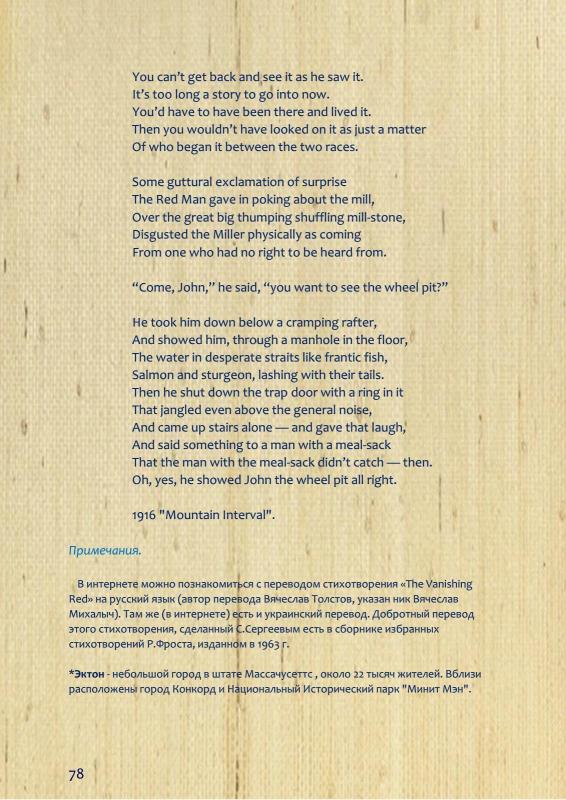 You can’t get back and see it as he saw it.
It’s too long a story to go into now.
You’d have to have been there and lived it.
Then you wouldn’t have looked on it as just a matter
Of who began it between the two races.
Some guttural exclamation of surprise
The Red Man gave in poking about the mill,
Over the great big thumping shuffling mill-stone,
Disgusted the Miller physically as coming
From one who had no right to be heard from.
“Come, John,” he said, “you want to see the wheel pit?”
He took him down below a cramping rafter,
And showed him, through a manhole in the floor,
The water in desperate straits like frantic fish,
Salmon and sturgeon, lashing with their tails.
Then he shut down the trap door with a ring in it
That jangled even above the general noise,
And came up stairs alone — and gave that laugh,
And said something to a man with a meal-sack
That the man with the meal-sack didn’t catch — then.
Oh, yes, he showed John the wheel pit all right.
1916 "Mountain Interval".
Примечания.
В интернете можно познакомиться с переводом стихотворения «The Vanishing
Red» на русский язык (автор перевода Вячеслав Толстов, указан ник Вячеслав
Михалыч). Там же (в интернете) есть и украинский перевод. Добротный перевод
этого стихотворения, сделанный С.Сергеевым есть в сборнике избранных
стихотворений Р.Фроста, изданном в 1963 г.
*Эктон - небольшой город в штате Массачусеттс , около 22 тысяч жителей. Вблизи
расположены город Конкорд и Национальный Исторический парк "Минит Мэн".
78